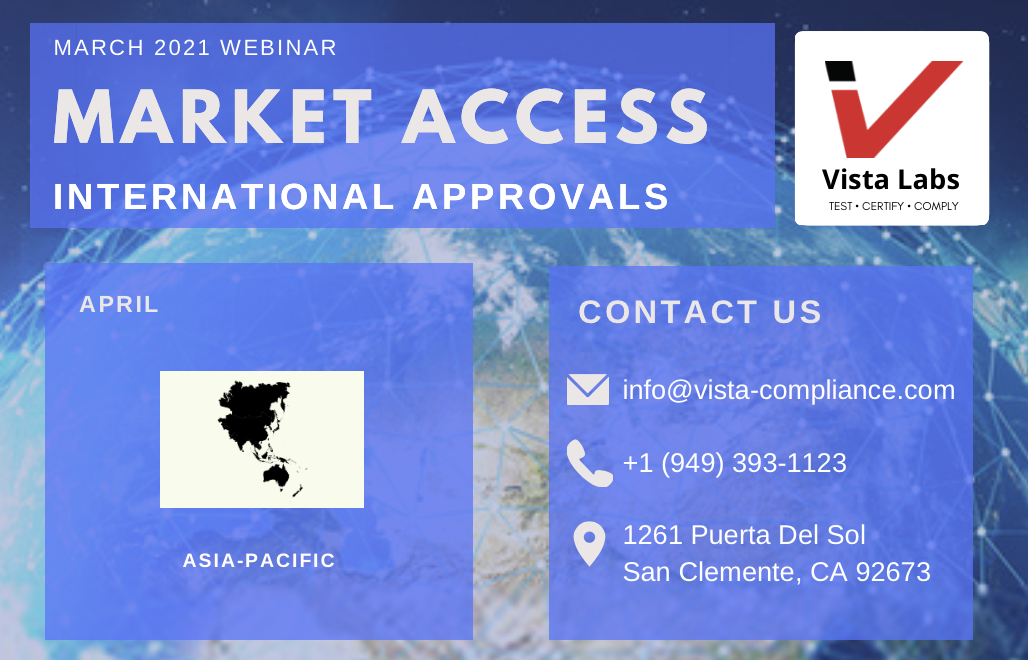 MARCH 2021 WEBINAR
MARKET ACCESS
INTERNATIONAL APPROVALS
Vista Labs
TEST • CERTIFY • COMPLY
APRIL
ASIA-PACIFIC
CONTACT US
info@vista-compliance.com
+1 (949) 393-1123
1261 Puerta Del Sol
San Clemente, CA 92673